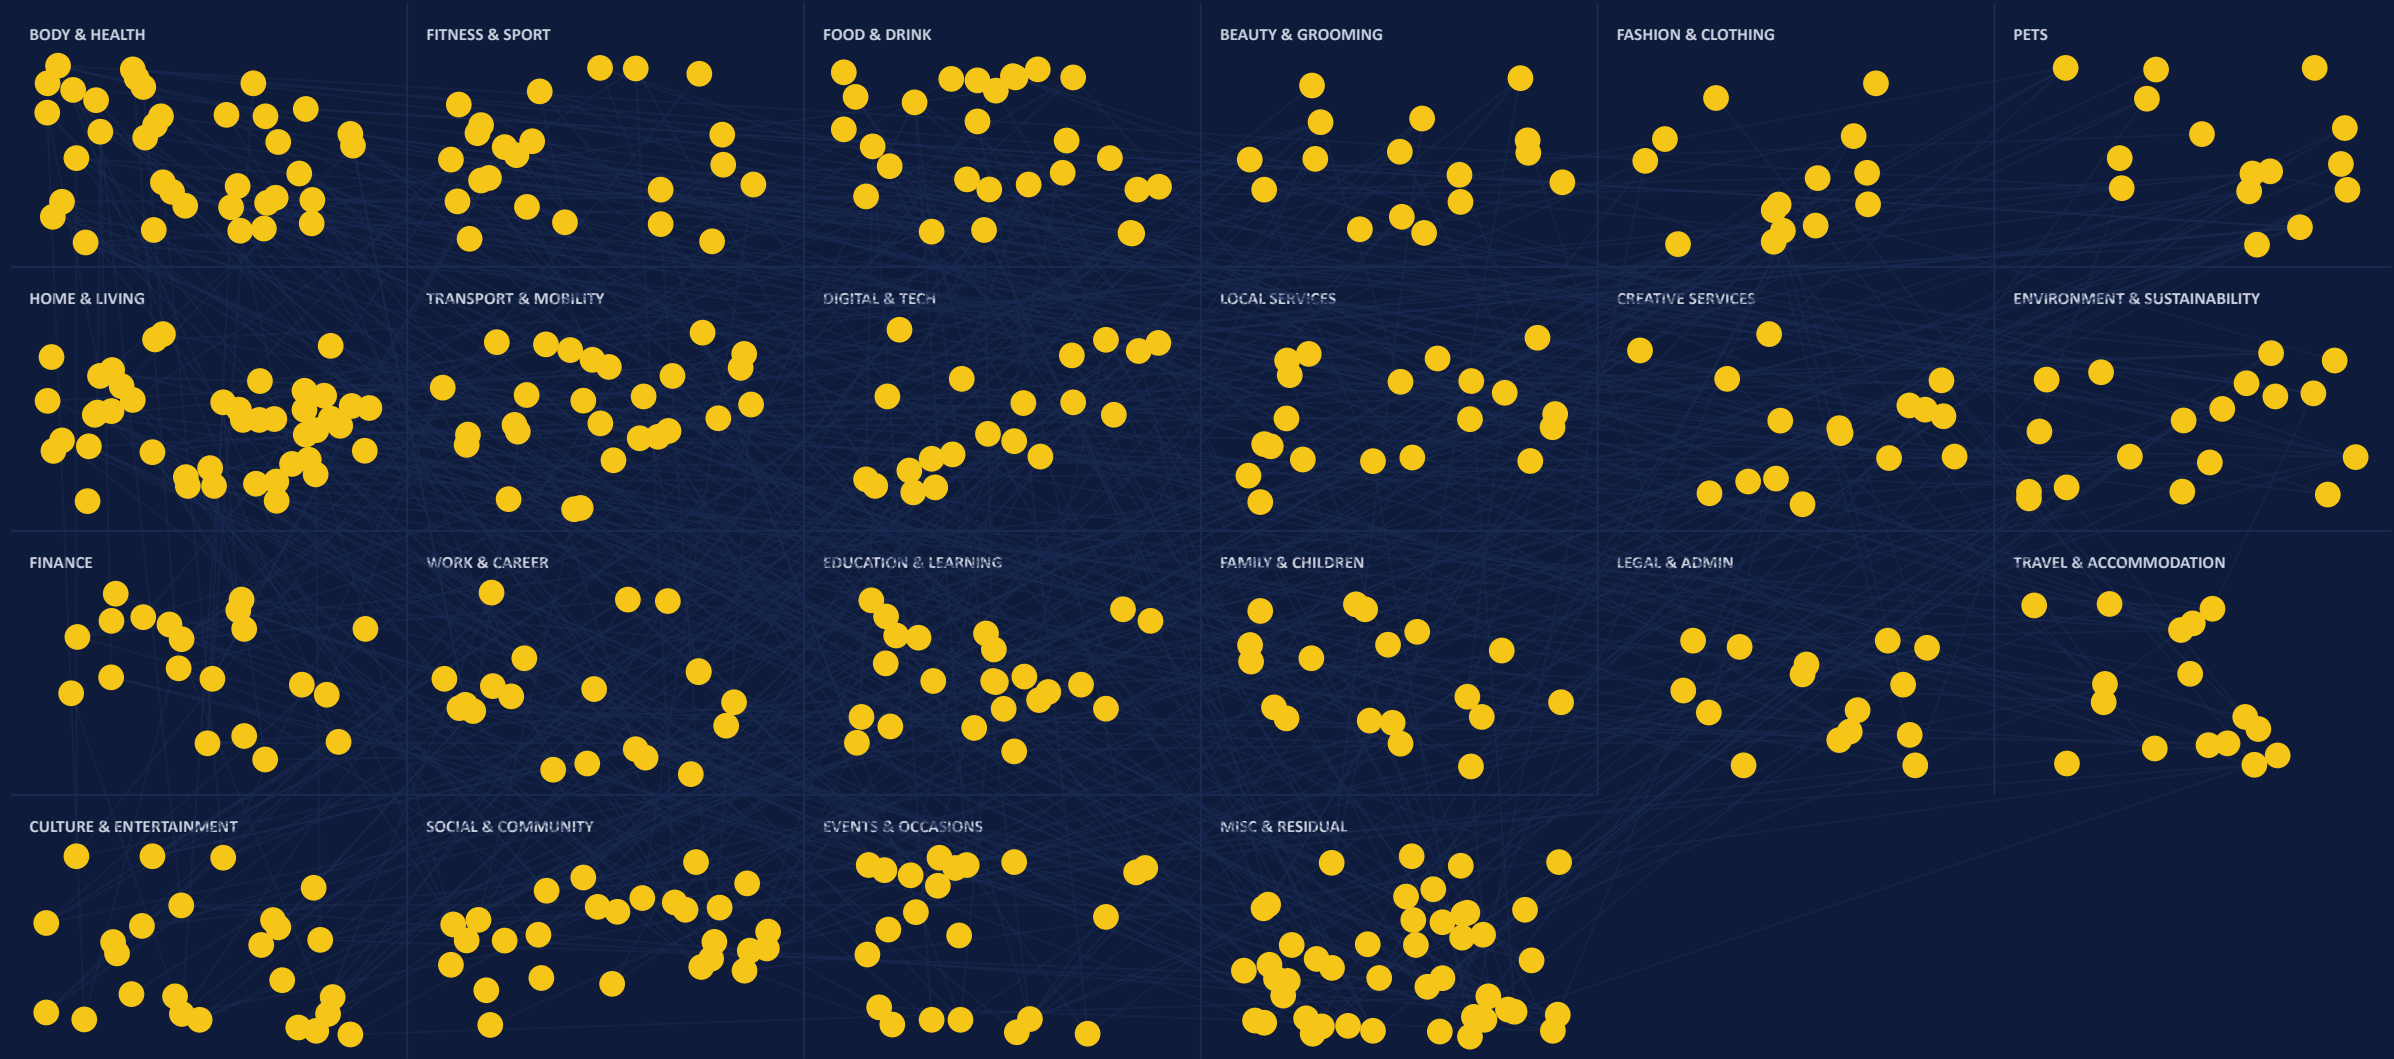 BODY & HEALTH
FITNESS & SPORT
FOOD & DRINK
BEAUTY & GROOMING
FASHION & CLOTHING
PETS
HOME & LIVING
TRANSPORT & MOBILITY
DIGITAL & TECH
LOCAL SERVICES
CREATIVE SERVICES
ENVIRONMENT & SUSTAINABILITY
FINANCE
WORK & CAREER
EDUCATION & LEARNING
FAMILY & CHILDREN
LEGAL & ADMIN
TRAVEL & ACCOMMODATION
CULTURE & ENTERTAINMENT
SOCIAL & COMMUNITY
EVENTS & OCCASIONS
MISC & RESIDUAL